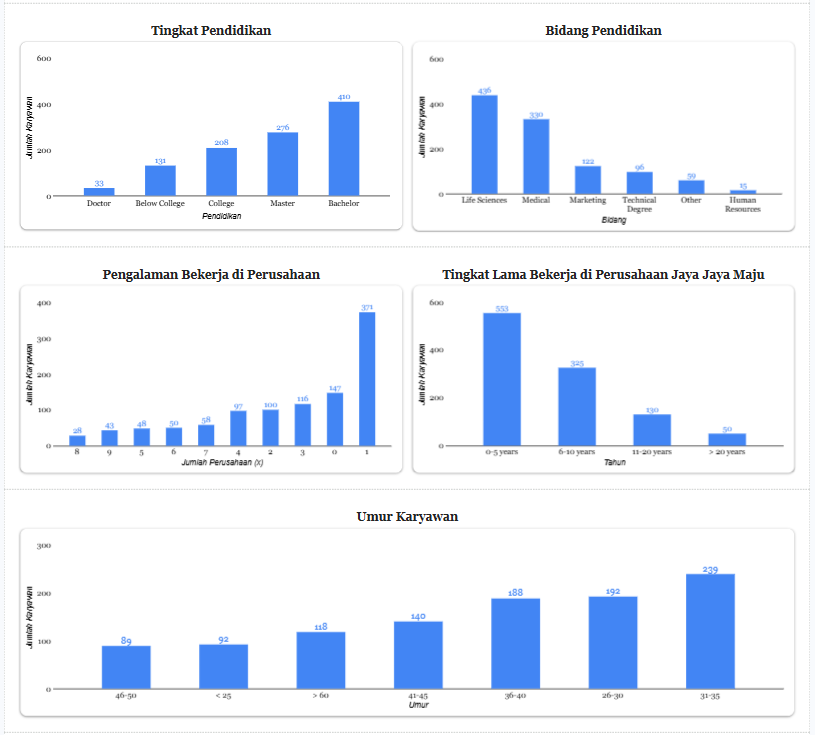 Tingkat Pendidikan
600
400
200
0
Jumlah Karyawan
33
131
208
276
410
Doctor
Below College
College
Master
Bachelor
Pendidikan
Bidang Pendidikan
600
400
200
0
Jumlah Karyawan
436
330
122
96
59
15
Life Sciences
Medical
Marketing
Technical
Degree
Other
Human
Resources
Bidang
Pengalaman Bekerja di Perusahaan
400
300
200
100
0
Jumlah Karyawan
28
43
48
50
58
97
100
116
147
371
8
9
5
6
7
4
2
3
0
1
Jumlah Perusahaan (x)
Tingkat Lama Bekerja di Perusahaan Jaya Jaya Maju
600
400
200
0
Jumlah Karyawan
553
325
130
50
0-5 years
6-10 years
11-20 years
> 20 years
Tahun
Umur Karyawan
300
200
100
0
Jumlah Karyawan
89
92
118
140
188
192
239
46-50
< 25
> 60
41-45
36-40
26-30
31-35
Umur